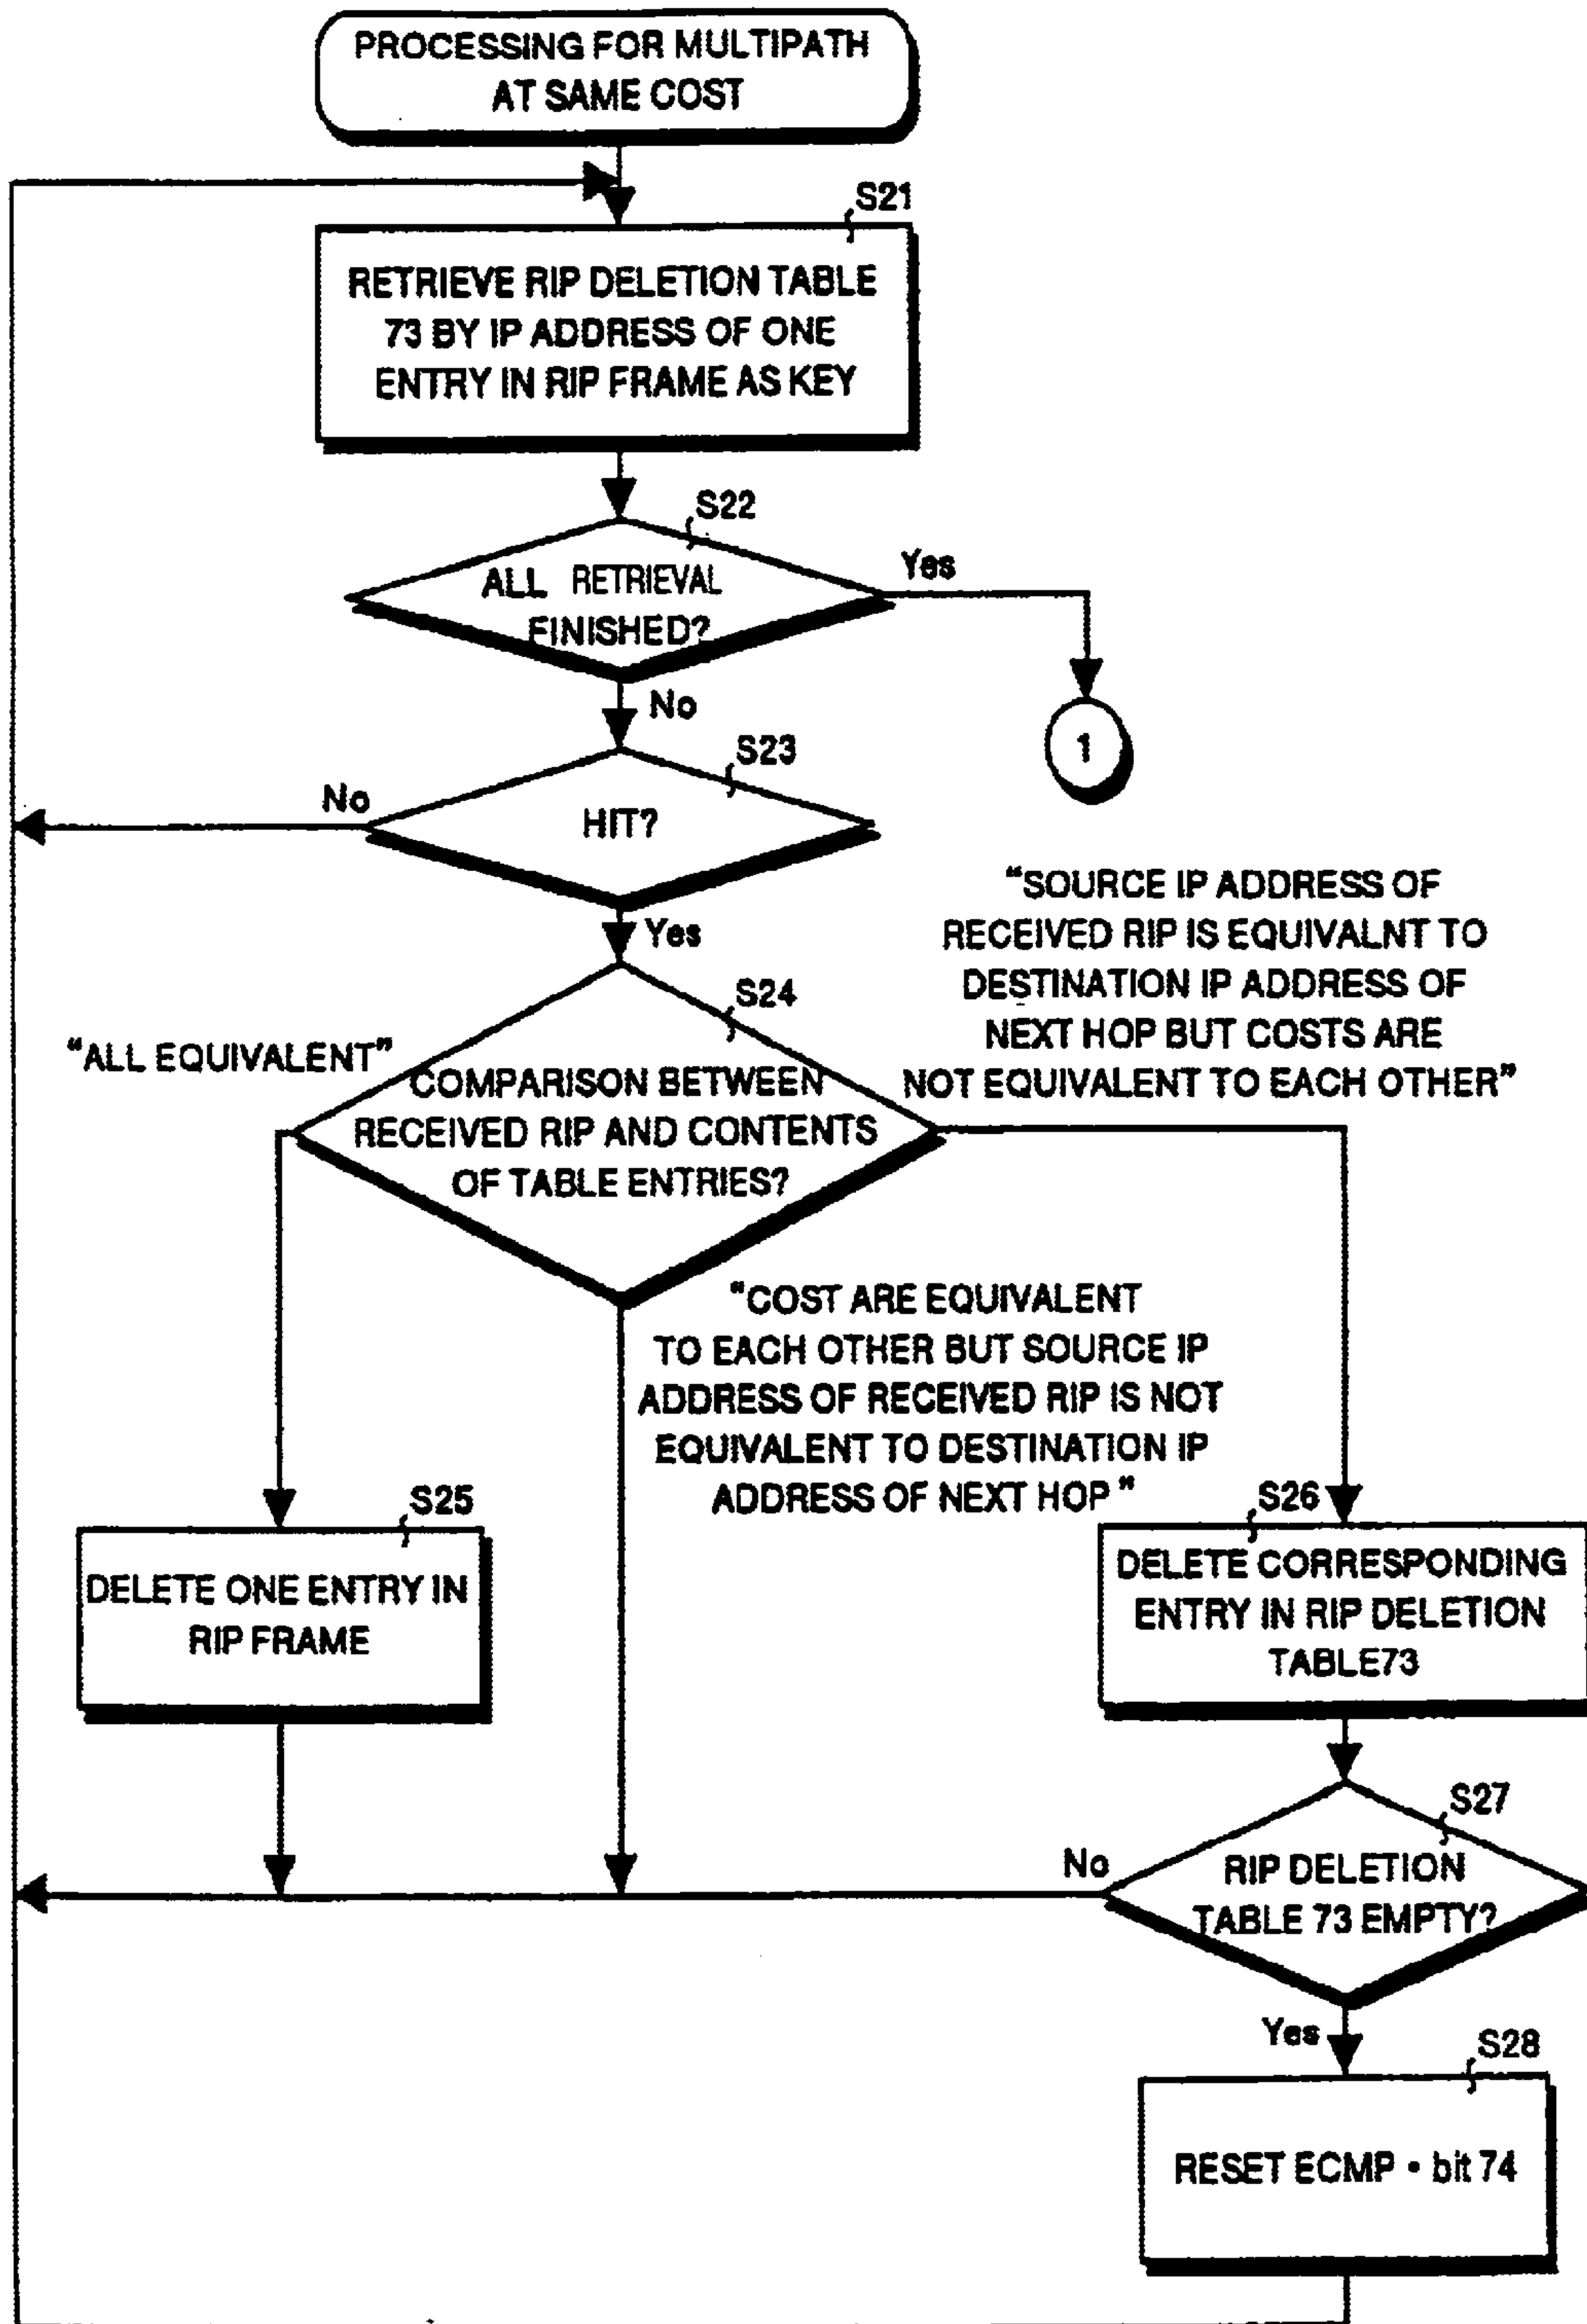 PROCESSING FOR MULTIPATH
AT SAME COST
S21
RETRIEVE RIP DELETION TABLE
73 BY IP ADDRESS OF ONE
ENTRY IN RIP FRAME AS KEY
S22
ALL RETRIEVAL
FINISHED?
Yes
No
1
S23
HIT?
No
Yes
S24
COMPARISON BETWEEN
RECEIVED RIP AND CONTENTS
OF TABLE ENTRIES?
"ALL EQUIVALENT"
"SOURCE IP ADDRESS OF
RECEIVED RIP IS EQUIVALNT TO
DESTINATION IP ADDRESS OF
NEXT HOP BUT COSTS ARE
NOT EQUIVALENT TO EACH OTHER"
"COST ARE EQUIVALENT
TO EACH OTHER BUT SOURCE IP
ADDRESS OF RECEIVED RIP IS NOT
EQUIVALENT TO DESTINATION IP
ADDRESS OF NEXT HOP"
S25
DELETE ONE ENTRY IN
RIP FRAME
S26
DELETE CORRESPONDING
ENTRY IN RIP DELETION
TABLE73
S27
RIP DELETION
TABLE 73 EMPTY?
No
Yes
S28
RESET ECMP • bit 74